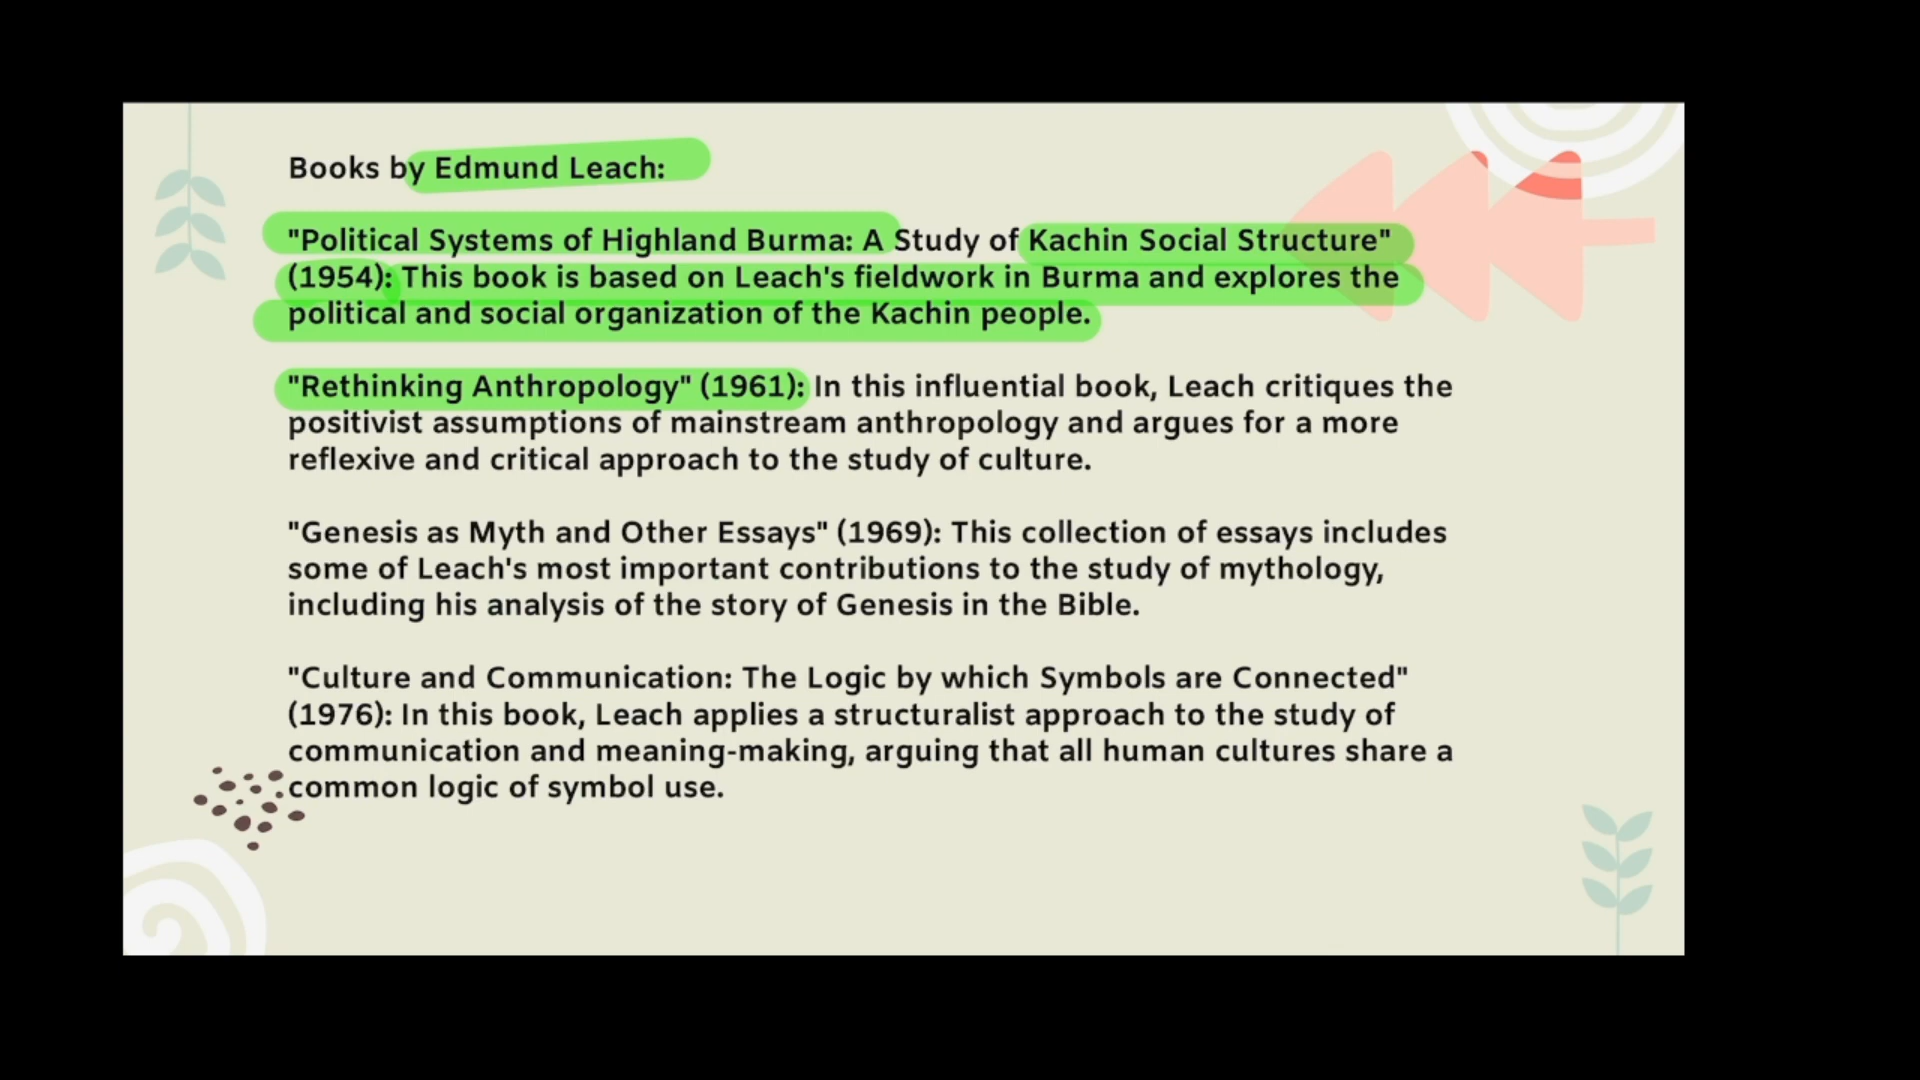 Books by Edmund Leach:
"Political Systems of Highland Burma: A Study of Kachin Social Structure"
(1954): This book is based on Leach's fieldwork in Burma and explores the
political and social organization of the Kachin people.
"Rethinking Anthropology" (1961): In this influential book, Leach critiques the
positivist assumptions of mainstream anthropology and argues for a more
reflexive and critical approach to the study of culture.
"Genesis as Myth and Other Essays" (1969): This collection of essays includes
some of Leach's most important contributions to the study of mythology,
including his analysis of the story of Genesis in the Bible.
"Culture and Communication: The Logic by which Symbols are Connected"
(1976): In this book, Leach applies a structuralist approach to the study of
communication and meaning-making, arguing that all human cultures share a
common logic of symbol use.